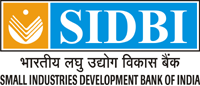 SIDBI
भारतीय लघु उद्योग विकास बैंक
SMALL INDUSTRIES DEVELOPMENT BANK OF INDIA